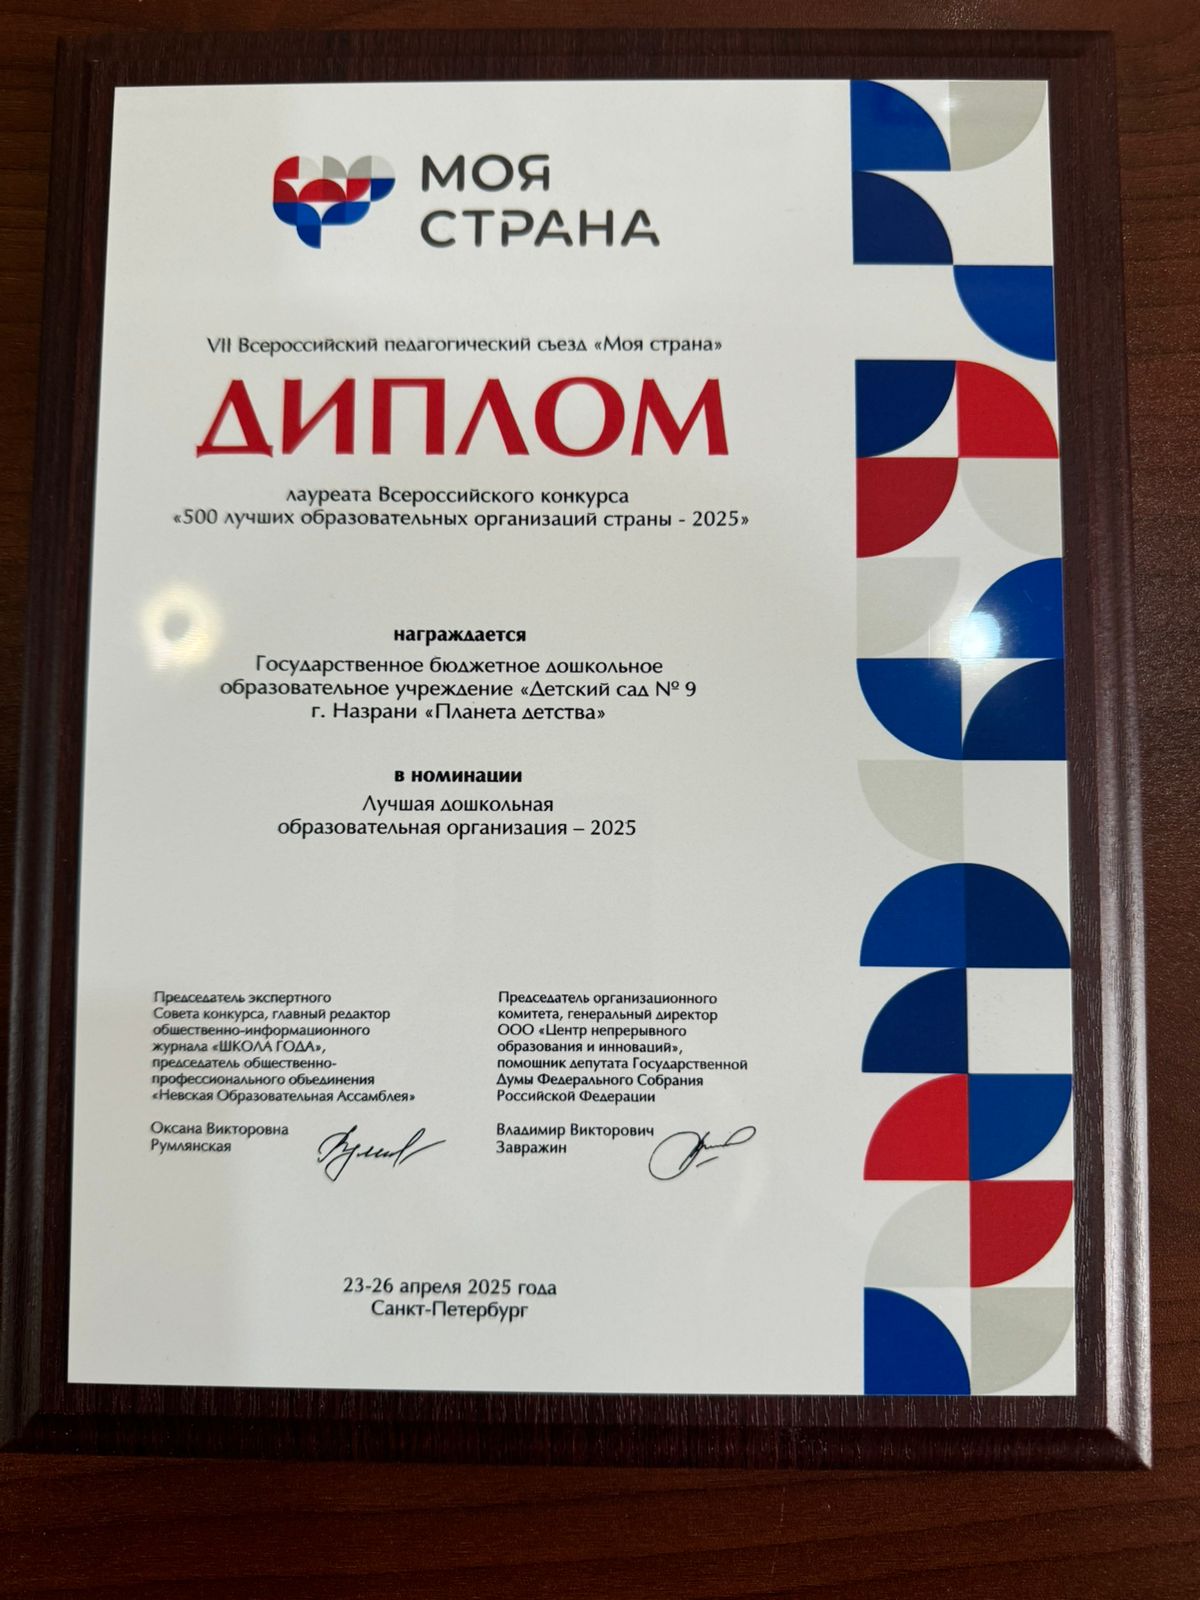 МОЯ
СТРАНА
VII Всероссийский педагогический съезд «Моя страна»
ДИПЛОМ
лауреата Всероссийского конкурса
«500 лучших образовательных организаций страны - 2025»
награждается
Государственное бюджетное дошкольное
образовательное учреждение «Детский сад № 9
г. Назрани «Планета детства»
в номинации
Лучшая дошкольная
образовательная организация – 2025
Председатель экспертного
Совета конкурса, главный редактор
общественно-информационного
журнала «ШКОЛА ГОДА»,
председатель общественно-
профессионального объединения
«Невская Образовательная Ассамблея»
Оксана Викторовна
Румлянская
Председатель организационного
комитета, генеральный директор
ООО «Центр непрерывного
образования и инноваций»,
помощник депутата Государственной
Думы Федерального Собрания
Российской Федерации
Владимир Викторович
Завражин
23-26 апреля 2025 года
Санкт-Петербург